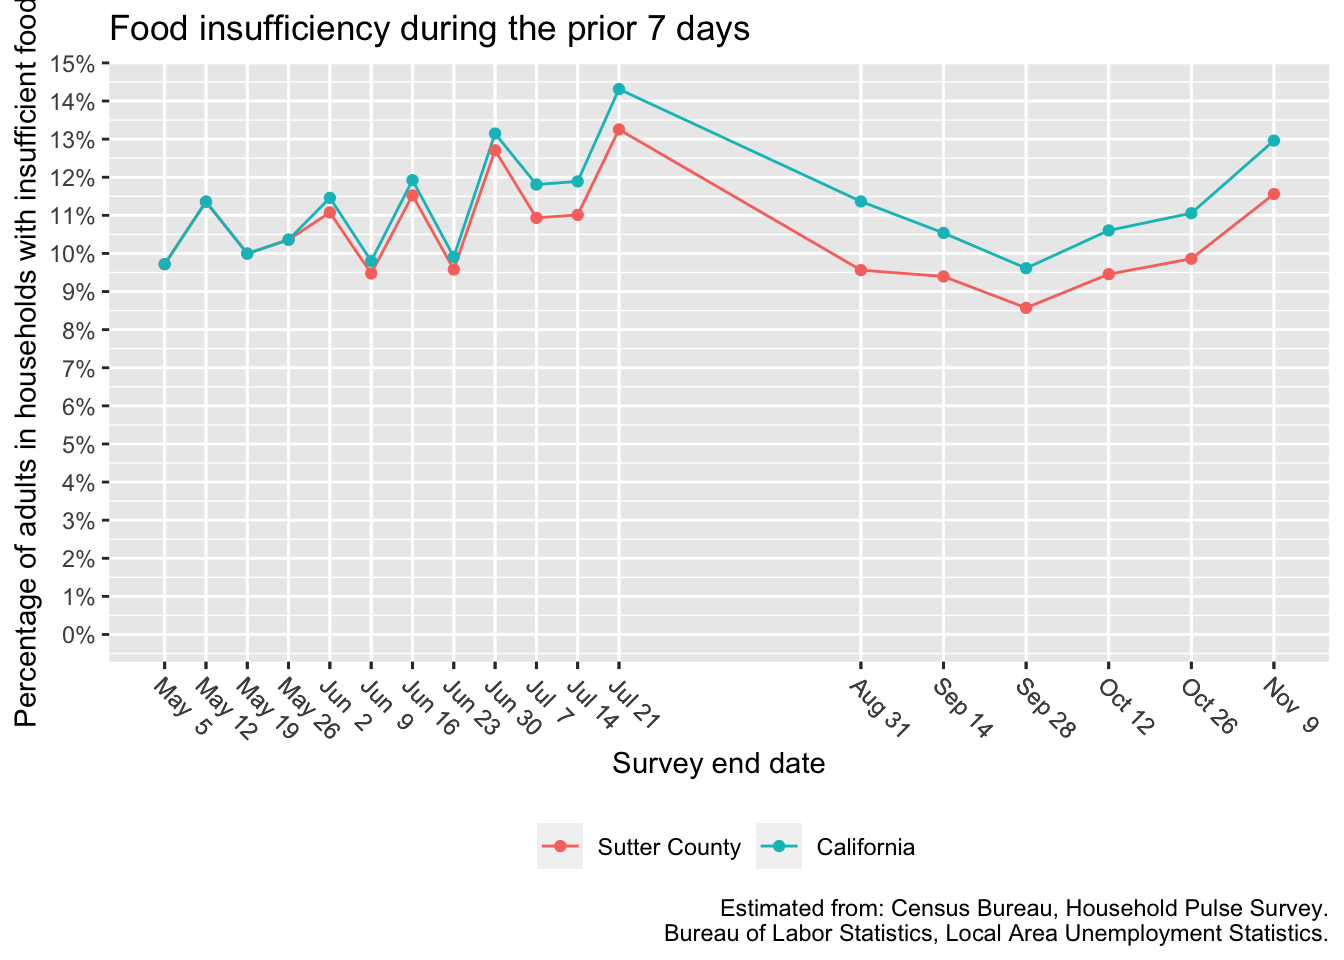 Food insufficiency during the prior 7 days
Percentage of adults in households with insufficient food
15%
14%
13%
12%
11%
10%
9%
8%
7%
6%
5%
4%
3%
2%
1%
0%
May  5
May 12
May 19
May 26
Jun  2
Jun  9
Jun 16
Jun 23
Jun 30
Jul  7
Jul 14
Jul 21
Aug 31
Sep 14
Sep 28
Oct 12
Oct 26
Nov  9
Survey end date
Sutter County
California
Estimated from: Census Bureau, Household Pulse Survey.
Bureau of Labor Statistics, Local Area Unemployment Statistics.